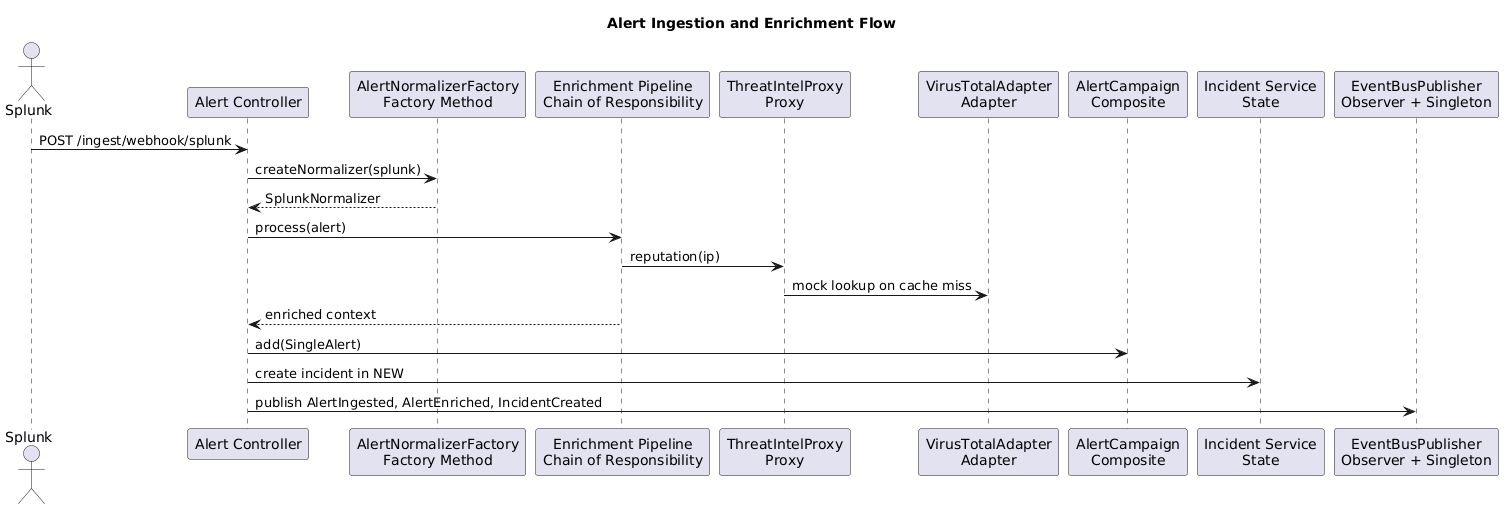 Alert Ingestion and Enrichment Flow
Splunk
Alert Controller
AlertNormalizerFactory
Factory Method
Enrichment Pipeline
Chain of Responsibility
ThreatIntelProxy
Proxy
VirusTotalAdapter
Adapter
AlertCampaign
Composite
Incident Service
State
EventBusPublisher
Observer + Singleton
POST /ingest/webhook/splunk
createNormalizer(splunk)
SplunkNormalizer
process(alert)
reputation(ip)
mock lookup on cache miss
enriched context
add(SingleAlert)
create incident in NEW
publish AlertIngested, AlertEnriched, IncidentCreated
Splunk
Alert Controller
AlertNormalizerFactory
Factory Method
Enrichment Pipeline
Chain of Responsibility
ThreatIntelProxy
Proxy
VirusTotalAdapter
Adapter
AlertCampaign
Composite
Incident Service
State
EventBusPublisher
Observer + Singleton